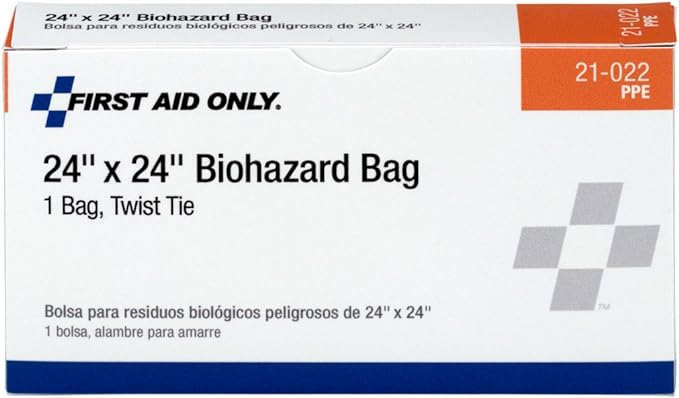 24" x 24" Biohazard Bag
Bolsa para residuos biológicos peligrosos de 24" x 24"
21-022
PPE
FIRST AID ONLY.
21-022
PPE
24" x 24" Biohazard Bag
1 Bag, Twist Tie
TM
Bolsa para residuos biológicos peligrosos de 24" x 24"
1 bolsa, alambre para amarre